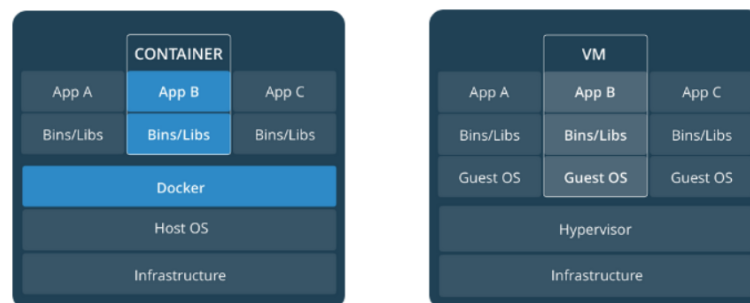 CONTAINER
App A App B App C
Bins/Libs Bins/Libs Bins/Libs
Docker
Host OS
Infrastructure
VM
App A App B App C
Bins/Libs Bins/Libs Bins/Libs
Guest OS Guest OS Guest OS
Hypervisor
Infrastructure